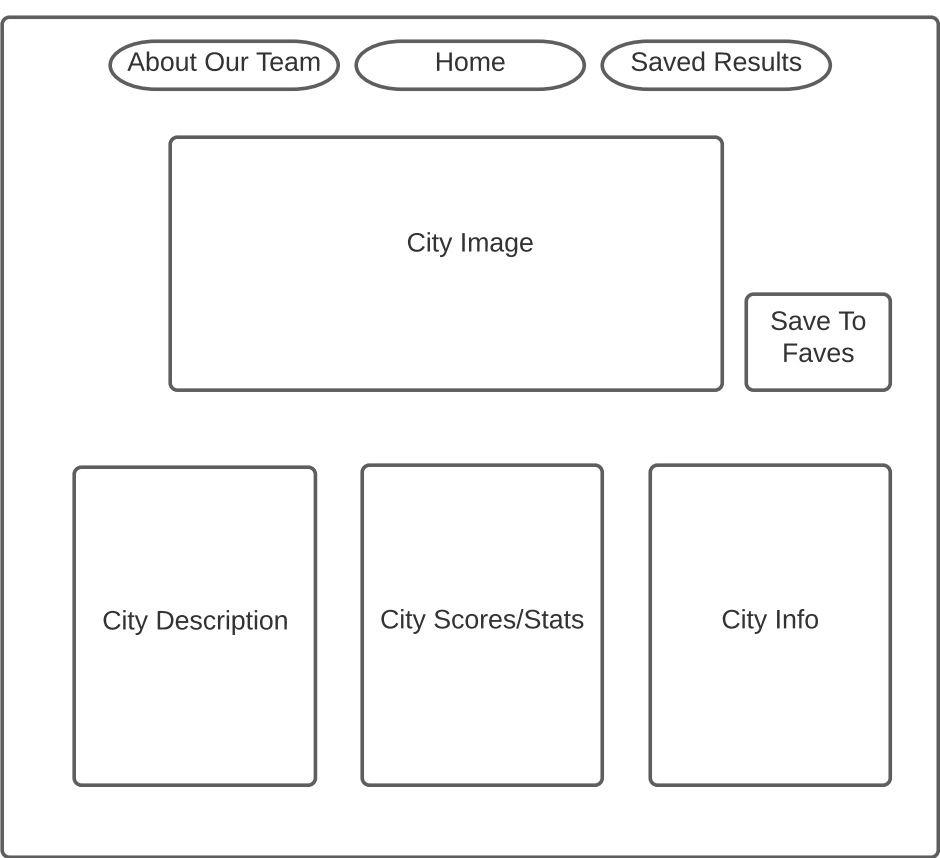 About Our Team
Home
Saved Results
City Image
Save To
Faves
City Description
City Scores/Stats
City Info